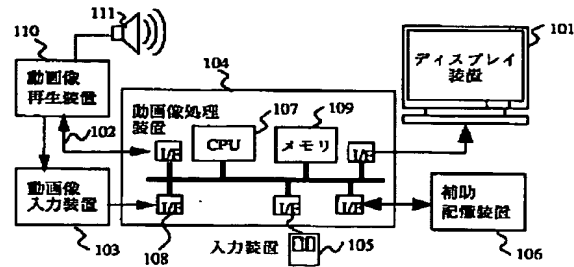 110
111
動画像
再生装置
102
動画像
入力装置
103
104
動画像処理
装置
107
CPU
109
メモリ
I/F
I/F
I/F
I/F
I/F
108
入力装置
105
ディスプレイ
装置
101
補助
記憶装置
106